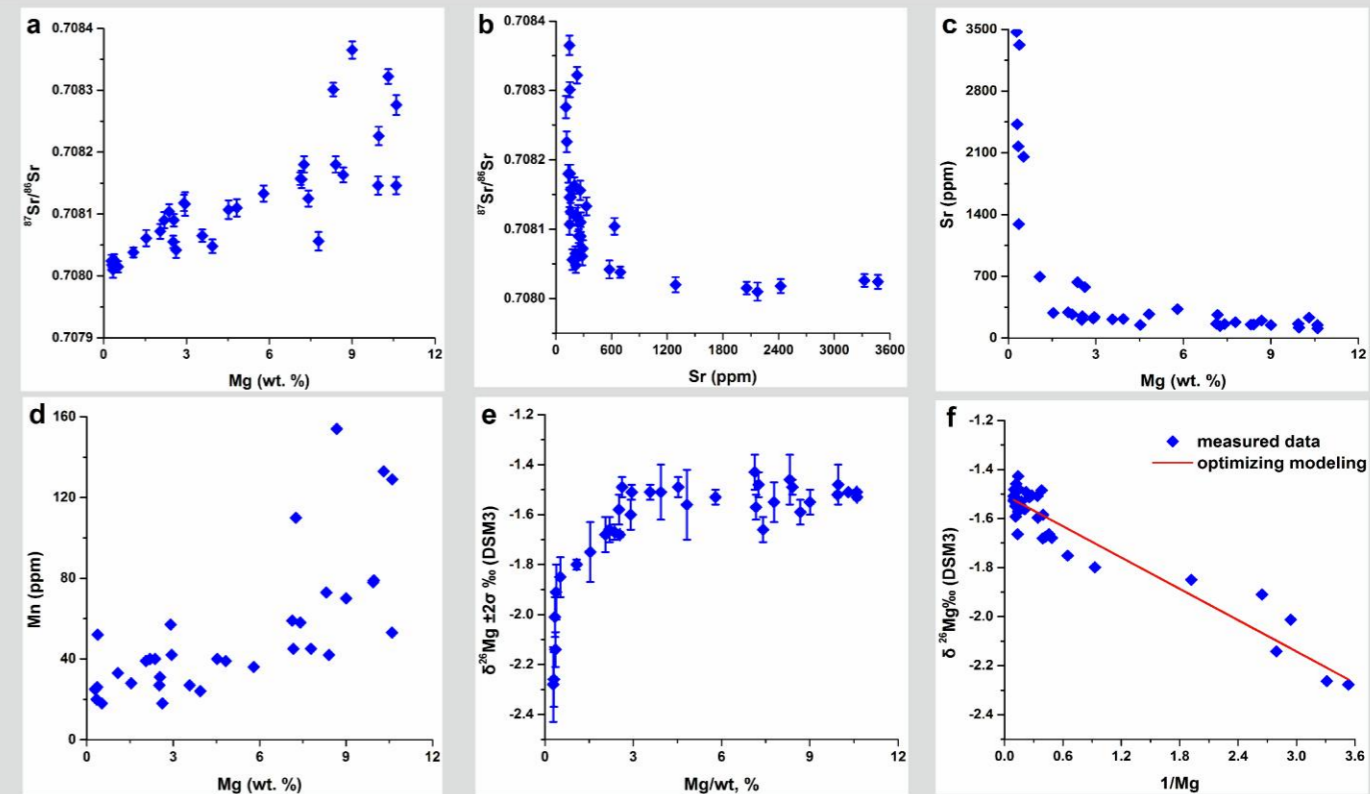 a
0.7084
0.7083
0.7082
0.7081
0.7080
0.7079
87Sr/86Sr
0 3 6 9 12
Mg (wt. %)
b
0.7084
0.7083
0.7082
0.7081
0.7080
87Sr/86Sr
0 600 1200 1800 2400 3000 3600
Sr (ppm)
c
3500
2800
2100
1400
700
0
Sr (ppm)
0 3 6 9 12
Mg (wt. %)
d
160
120
80
40
0
Mn (ppm)
0 3 6 9 12
Mg (wt. %)
e
-1.2
-1.4
-1.6
-1.8
-2.0
-2.2
-2.4
δ26Mg ±2σ ‰ (DSM3)
0 3 6 9 12
Mg/wt, %
f
-1.2
-1.4
-1.6
-1.8
-2.0
-2.2
-2.4
δ 26Mg‰ (DSM3)
measured data
optimizing modeling
0.0 0.6 1.2 1.8 2.4 3.0 3.6
1/Mg